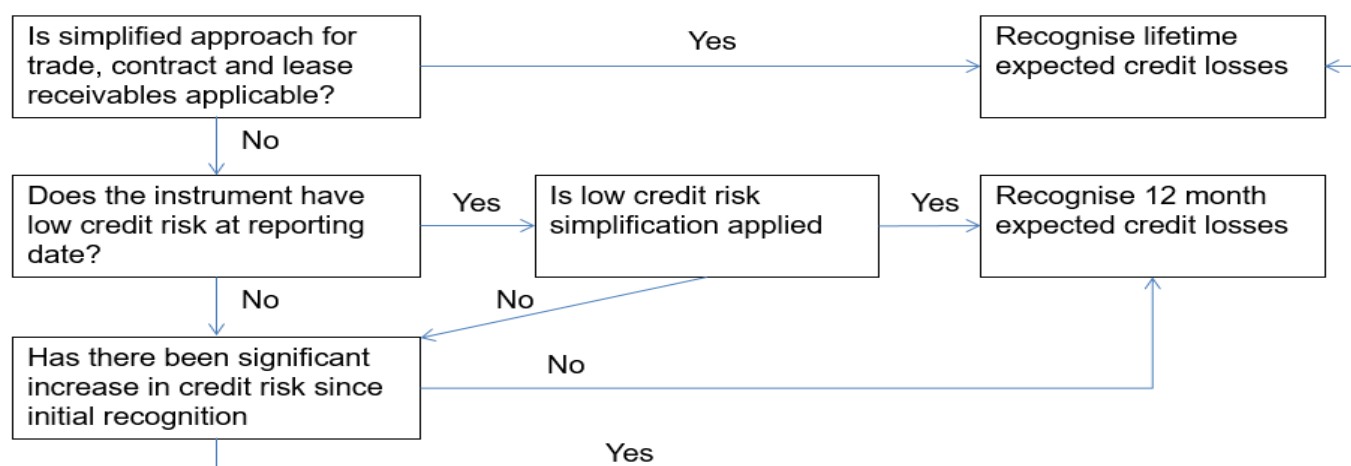 Is simplified approach for
trade, contract and lease
receivables applicable?
Yes
Recognise lifetime
expected credit losses
No
Does the instrument have
low credit risk at reporting
date?
Yes
Is low credit risk
simplification applied
Yes
Recognise 12 month
expected credit losses
No
No
Has there been significant
increase in credit risk since
initial recognition
No
Yes